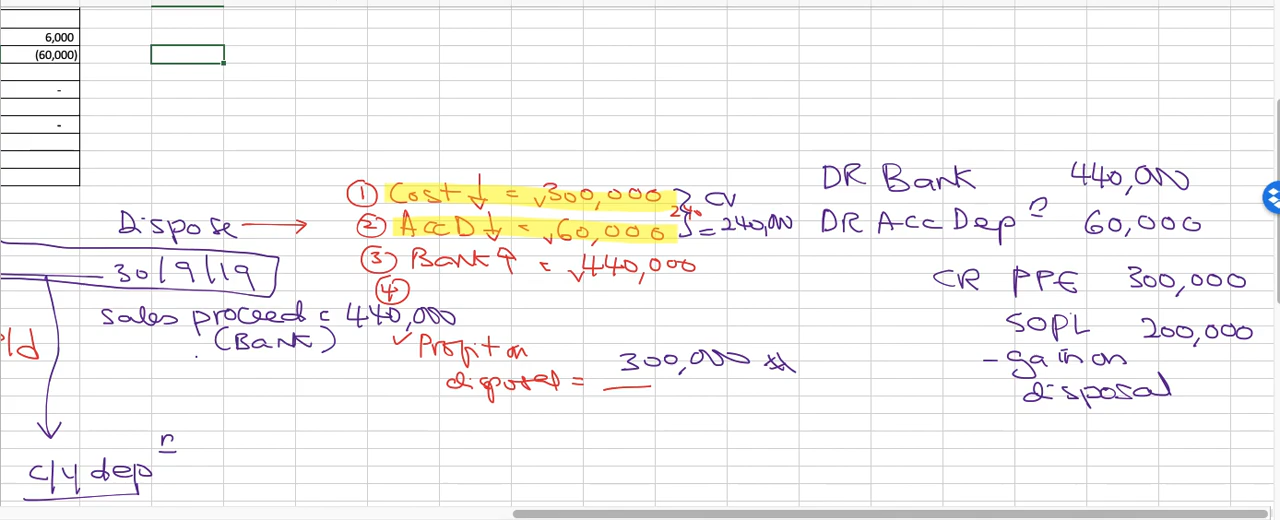 6,000
(60,000)
-
-
Dispose →
30/9/19
sales proceed = 440,000
(Bank)
c/y dep n
① Cost ↓ = √300,000 } CV
② AccD ↓ = √60,000 } = 240,000
240
③ Bank ↑ = √440,000
④
✓ Profit on
disposal = 300,000
DR Bank 440,000
DR Acc Dep n 60,000
CR PPE 300,000
SOPL 200,000
- gain on
disposal